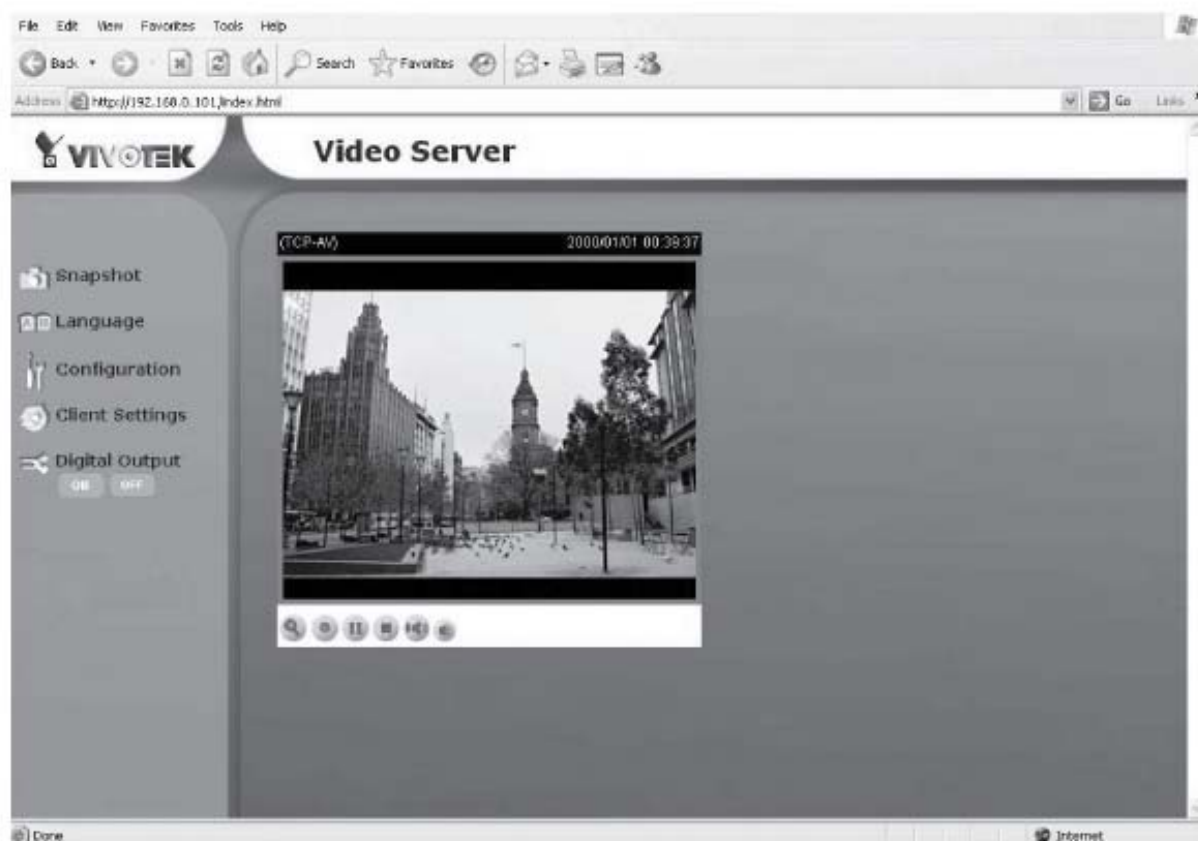 File Edit View Favorites Tools Help
Back Search Favorites
Address http://192.168.0.101/index.html Go Links
VIVOTEK
Video Server
(TCP-AV) 2000/01/01 00:39:37
Snapshot
Language
Configuration
Client Settings
Digital Output
ON OFF
Done Internet